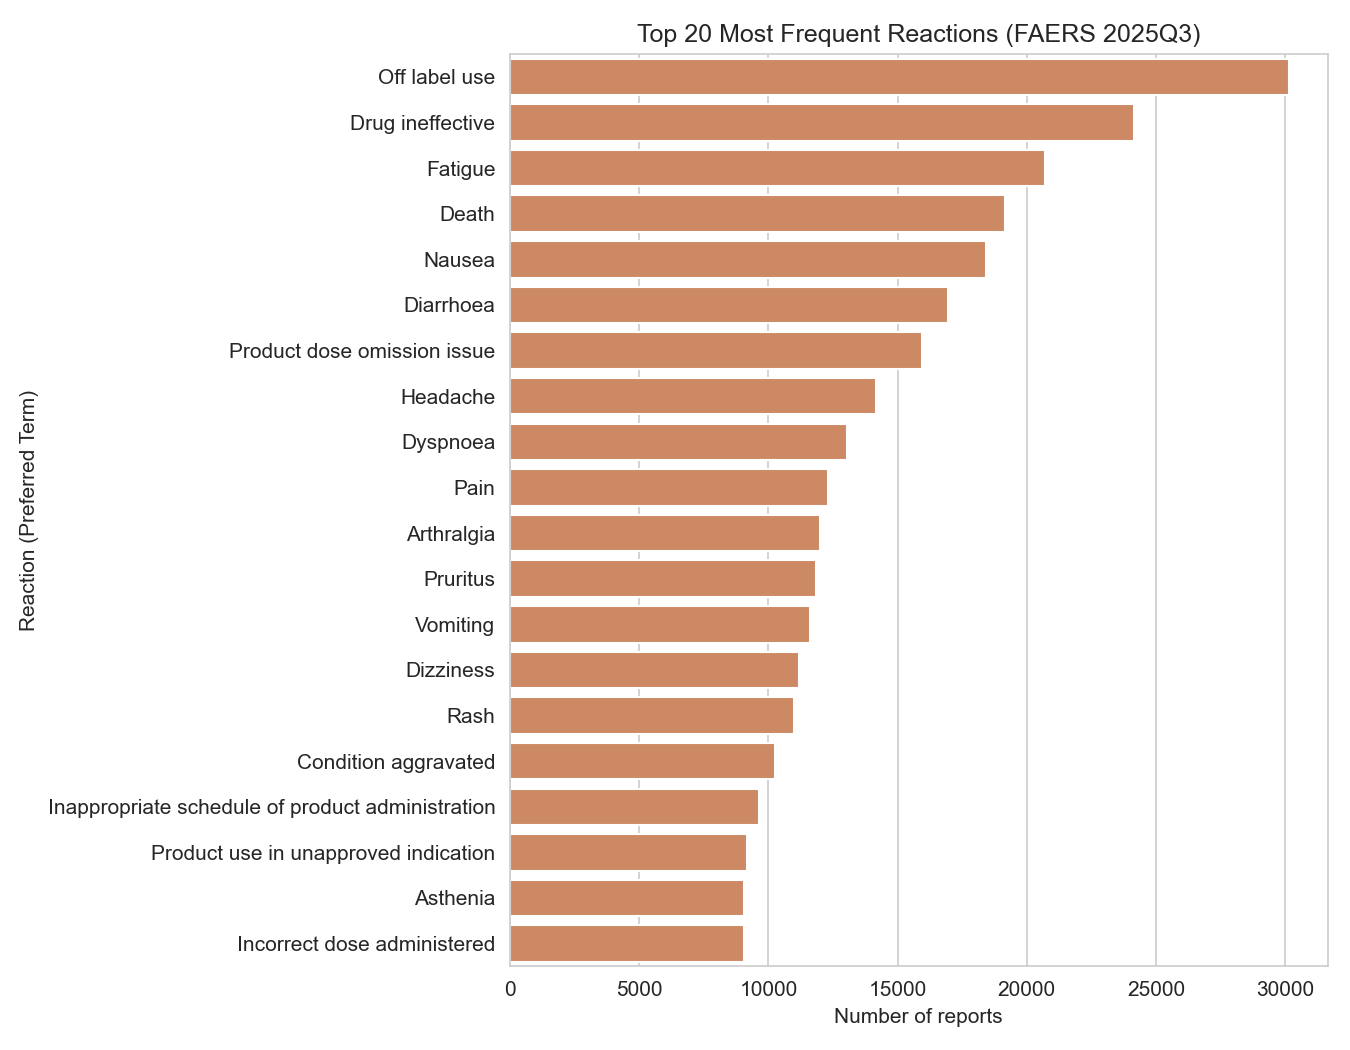 Top 20 Most Frequent Reactions (FAERS 2025Q3)
Reaction (Preferred Term)
Off label use
Drug ineffective
Fatigue
Death
Nausea
Diarrhoea
Product dose omission issue
Headache
Dyspnoea
Pain
Arthralgia
Pruritus
Vomiting
Dizziness
Rash
Condition aggravated
Inappropriate schedule of product administration
Product use in unapproved indication
Asthenia
Incorrect dose administered
0 5000 10000 15000 20000 25000 30000
Number of reports